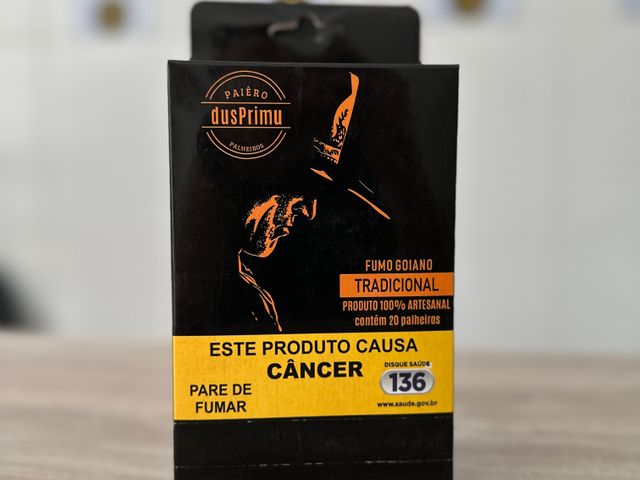 PAIÊRO
dusPrimu
PALHEIROS
FUMO GOIANO
TRADICIONAL
PRODUTO 100% ARTESANAL
contêm 20 palheiros
ESTE PRODUTO CAUSA
CÂNCER
PARE DE
FUMAR
DISQUE SAÚDE
136
www.saude.gov.br